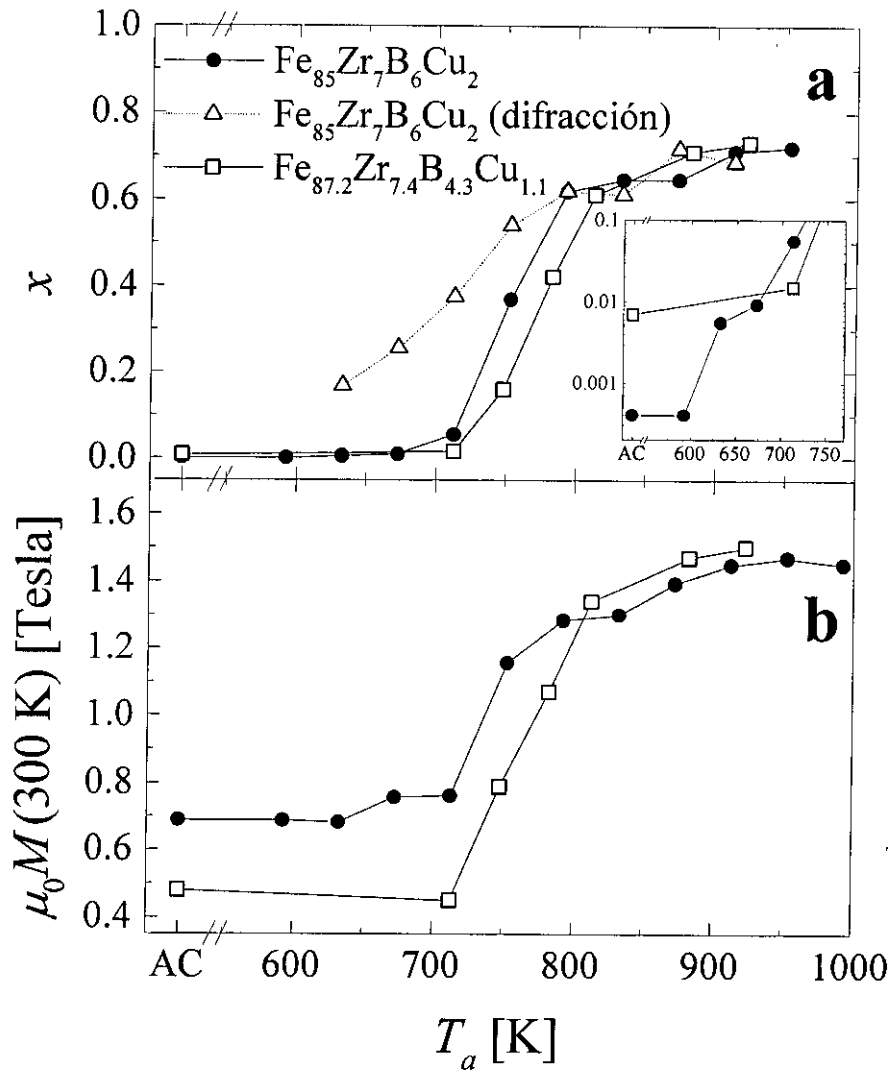 1.0
Fe85Zr7B6Cu2
a
0.8
Fe85Zr7B6Cu2 (difracción)
Fe87.2Zr7.4B4.3Cu1.1
0.6
x
0.4
0.2
0.0
0.1
0.01
0.001
AC 600 650 700 750
1.6
1.4
b
1.2
1.0
0.8
0.6
0.4
μ0M (300 K) [Tesla]
AC 600 700 800 900 1000
Ta [K]